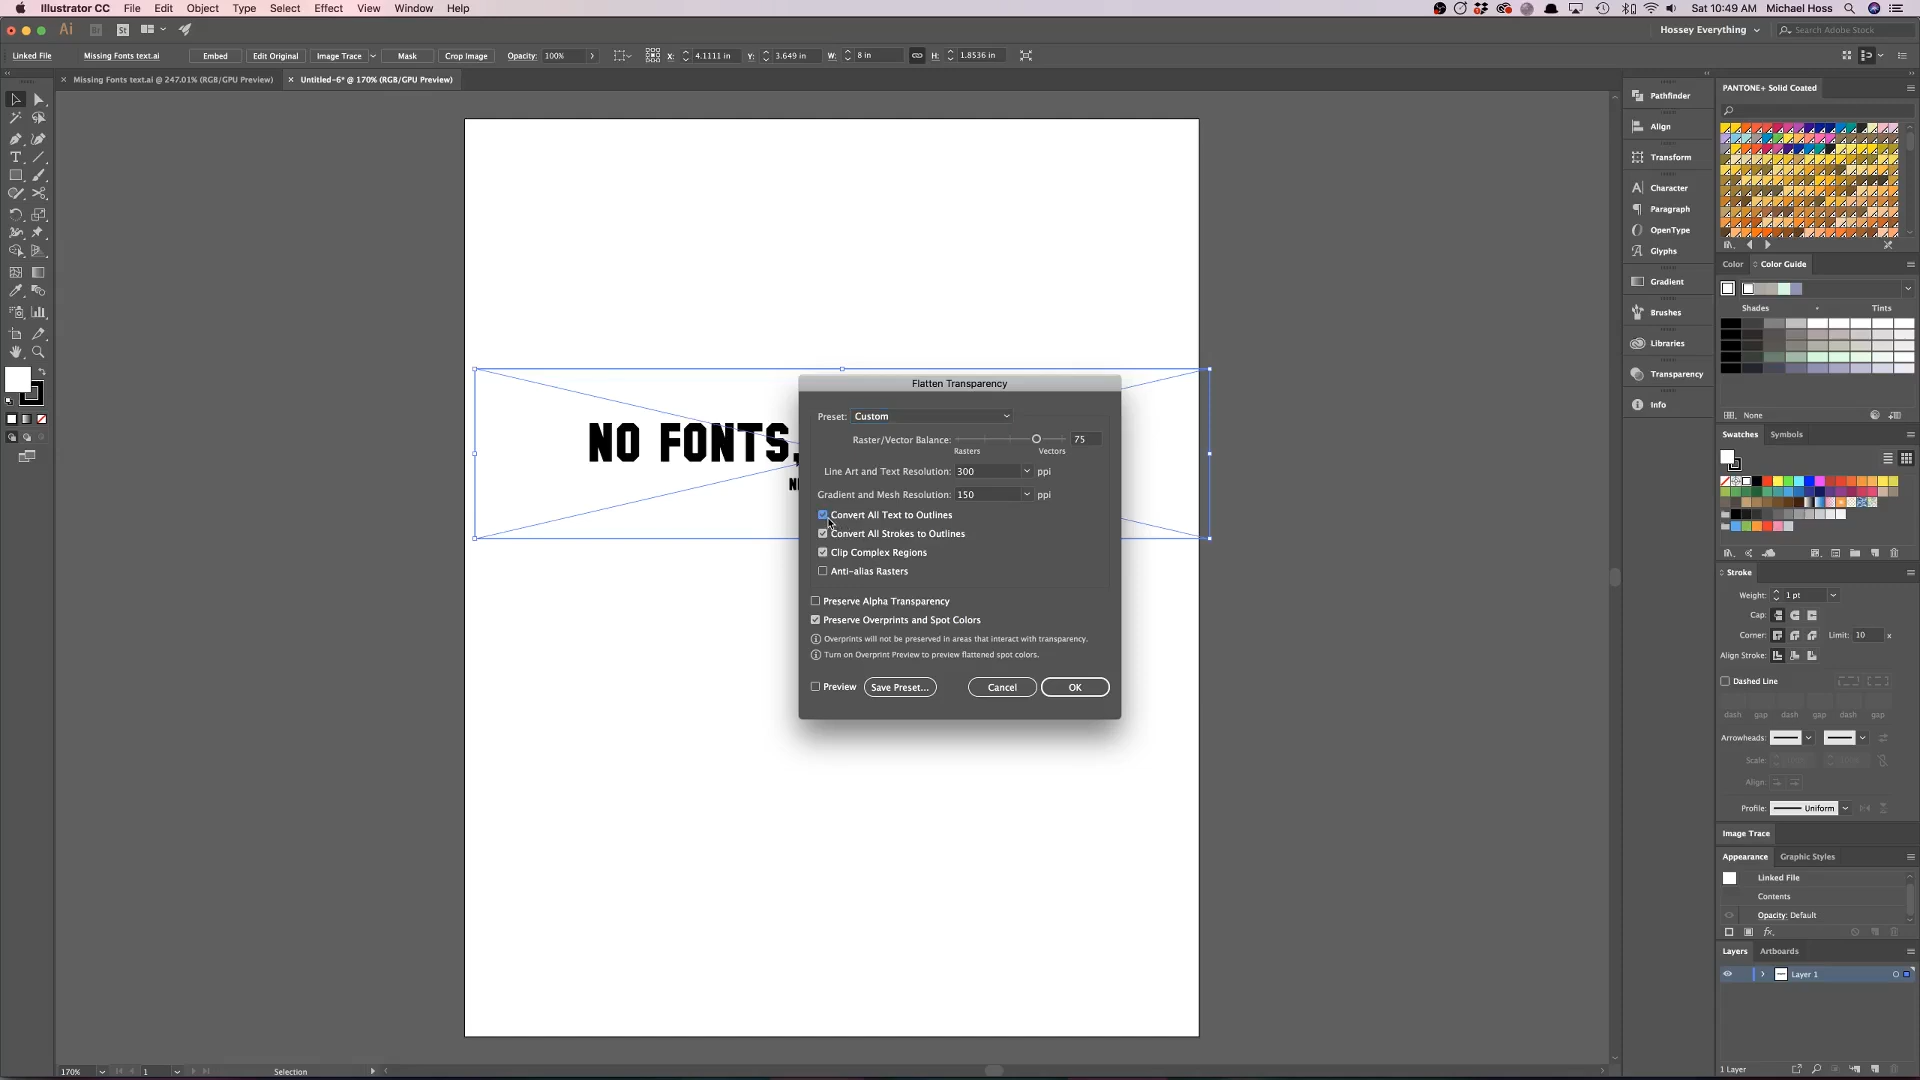 Illustrator CC File Edit Object Type Select Effect View Window Help Sat 10:49 AM Michael Hoss
Ai Br St Hossey Everything Search Adobe Stock
Linked File Missing Fonts text.ai Embed Edit Original Image Trace Mask Crop Image Opacity: 100% X: 4.1111 in Y: 3.649 in W: 8 in H: 1.8536 in
× Missing Fonts text.ai @ 247.01% (RGB/GPU Preview) × Untitled-6* @ 170% (RGB/GPU Preview)
Pathfinder
Align
Transform
Character
Paragraph
OpenType
Glyphs
Gradient
Brushes
Libraries
Transparency
Info
NO FONTS,
Flatten Transparency
Preset: Custom
Raster/Vector Balance: 75
Rasters Vectors
Line Art and Text Resolution: 300 ppi
Gradient and Mesh Resolution: 150 ppi
Convert All Text to Outlines
Convert All Strokes to Outlines
Clip Complex Regions
Anti-alias Rasters
Preserve Alpha Transparency
Preserve Overprints and Spot Colors
Overprints will not be preserved in areas that interact with transparency.
Turn on Overprint Preview to preview flattened spot colors.
Preview Save Preset... Cancel OK
PANTONE+ Solid Coated
Color Color Guide
Shades Tints
None
Swatches Symbols
Stroke
Weight: 1 pt
Cap:
Corner: Limit: 10 x
Align Stroke:
Dashed Line
dash gap dash gap dash gap
Arrowheads:
Scale:
Align:
Profile: Uniform
Image Trace
Appearance Graphic Styles
Linked File
Contents
Opacity: Default
fx
Layers Artboards
Layer 1
1 Layer
170% 1 Selection